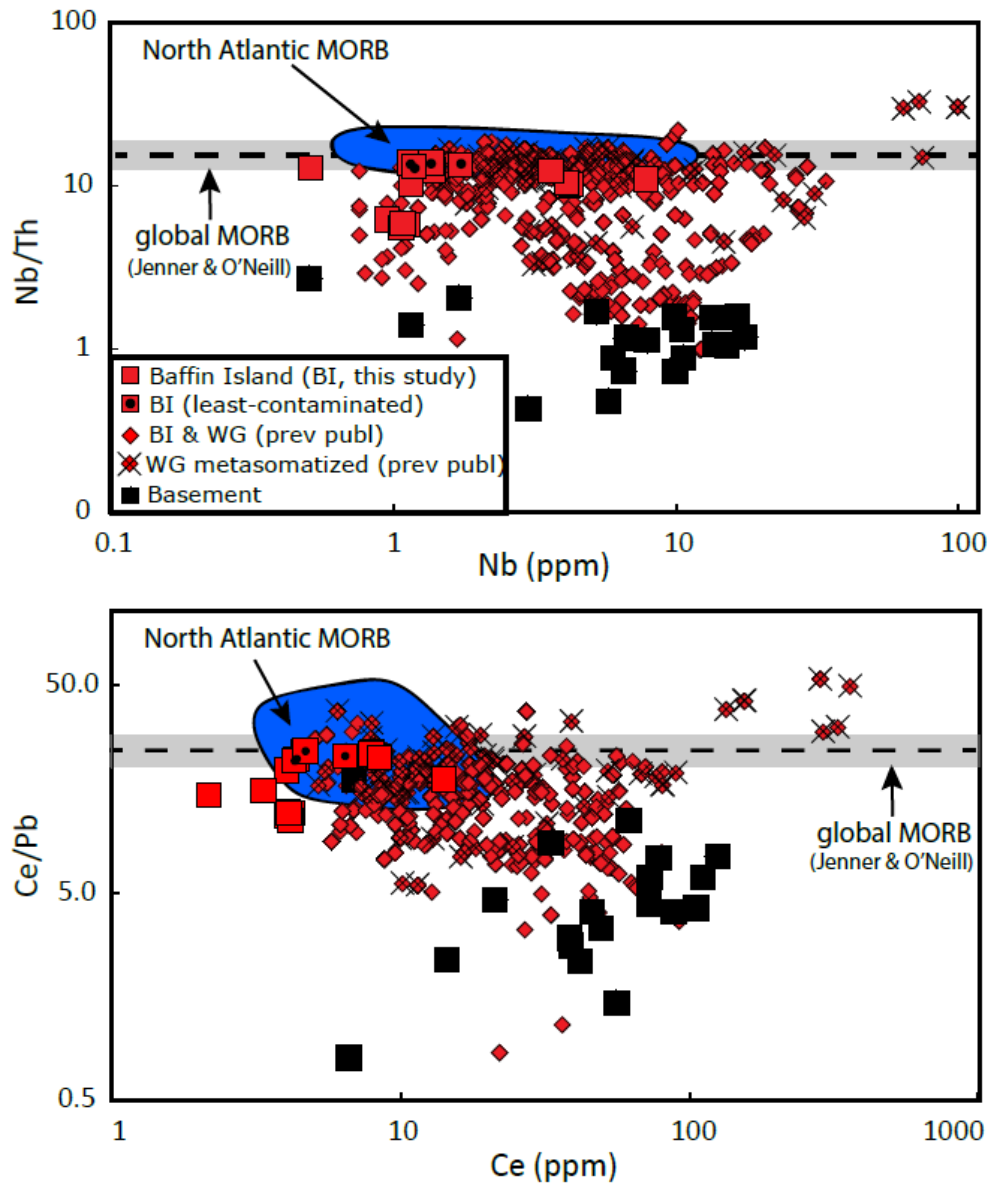 100
North Atlantic MORB
10
global MORB
(Jenner & O'Neill)
Nb/Th
1
Baffin Island (BI, this study)
BI (least-contaminated)
BI & WG (prev publ)
WG metasomatized (prev publ)
Basement
0
0.1 1 10 100
Nb (ppm)
North Atlantic MORB
50.0
global MORB
(Jenner & O'Neill)
Ce/Pb
5.0
0.5
1 10 100 1000
Ce (ppm)